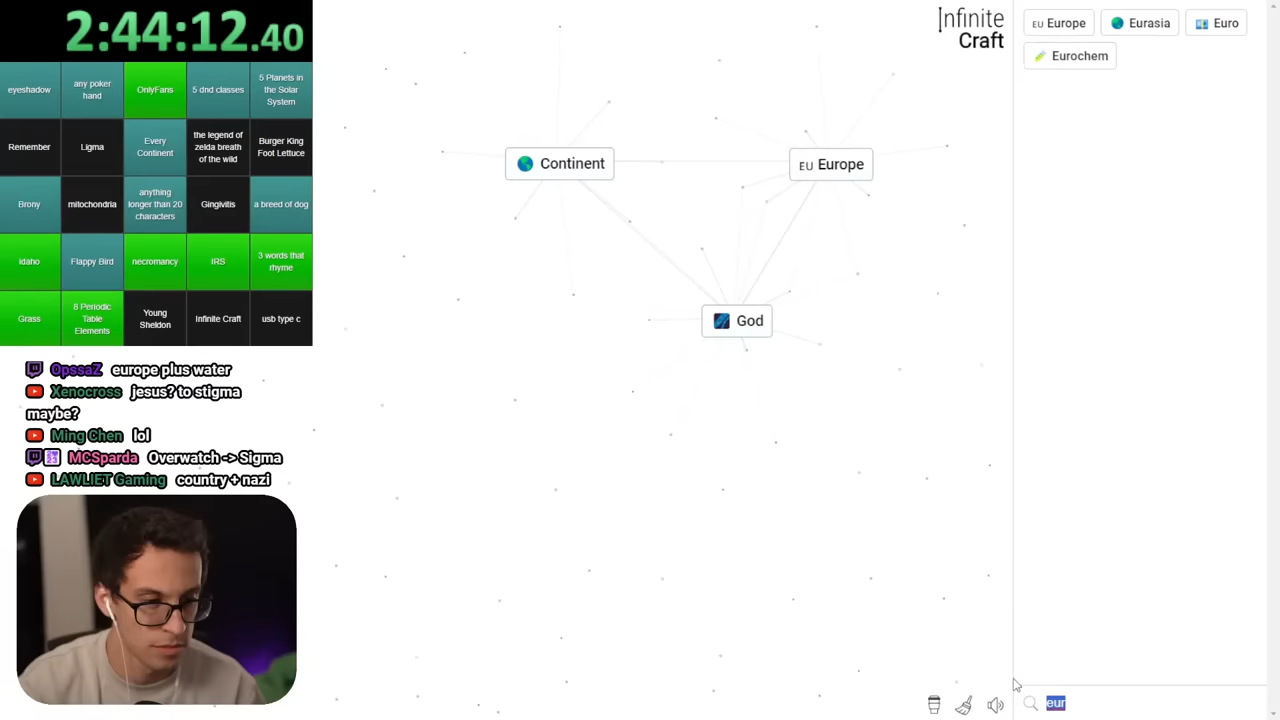 2:44:12.40
eyeshadow
any poker
hand
OnlyFans
5 dnd classes
5 Planets in
the Solar
System
Remember
Ligma
Every
Continent
the legend of
zelda breath
of the wild
Burger King
Foot Lettuce
Brony
mitochondria
anything
longer than 20
characters
Gingivitis
a breed of dog
idaho
Flappy Bird
necromancy
IRS
3 words that
rhyme
Grass
8 Periodic
Table
Elements
Young
Sheldon
Infinite Craft
usb type c
OpssaZ europe plus water
Xenocross jesus? to stigma
maybe?
Ming Chen lol
MCSparda Overwatch -> Sigma
LAWLIET Gaming country + nazi
Continent
EU Europe
God
Infinite
Craft
EU Europe
Eurasia
Euro
Eurochem
eur